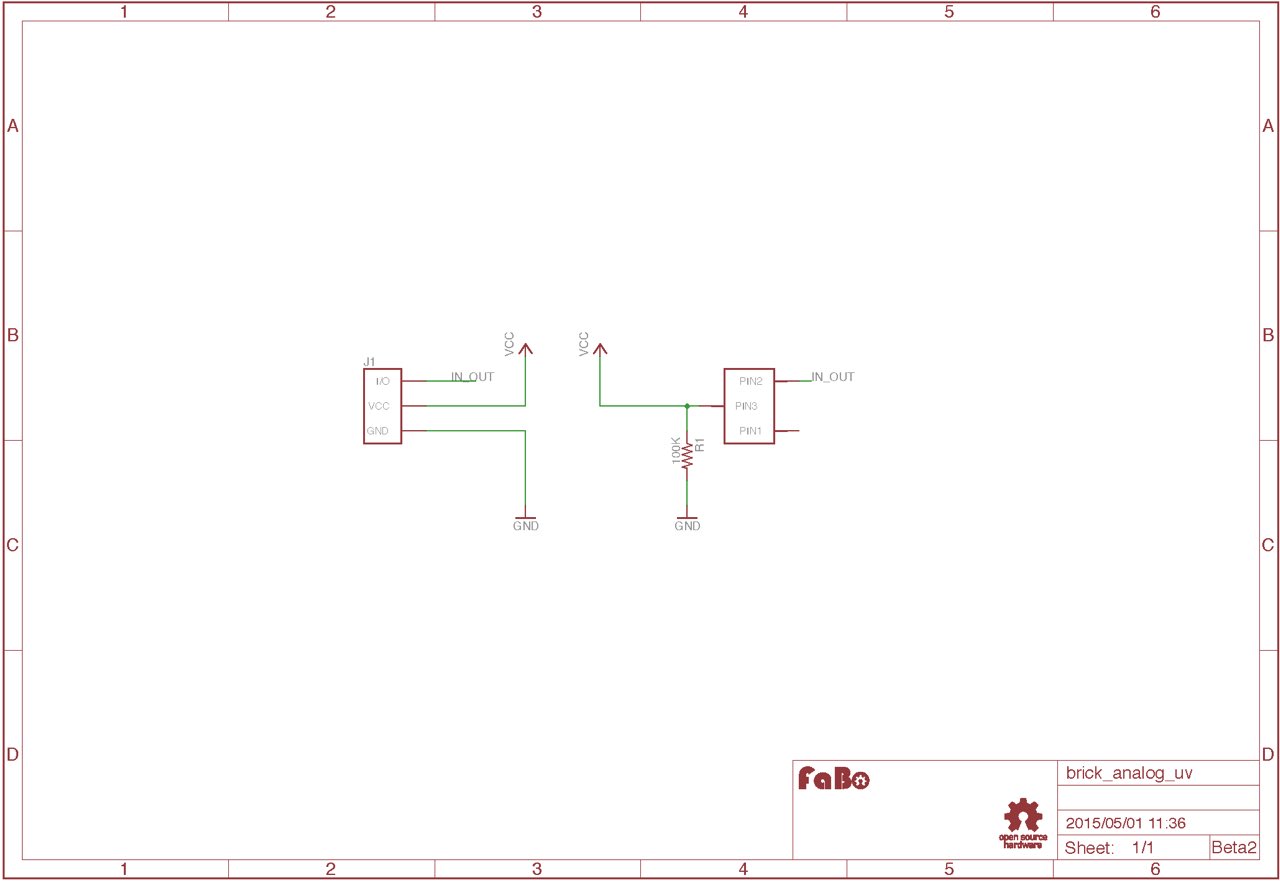 1 2 3 4 5 6
A A
B B
VCC VCC
J1
I/O IN_OUT PIN2 IN_OUT
VCC PIN3
GND PIN1
100K R1
GND GND
C C
D D
FaBo
brick_analog_uv
2015/05/01 11:36
open source
hardware
Sheet: 1/1 Beta2
1 2 3 4 5 6